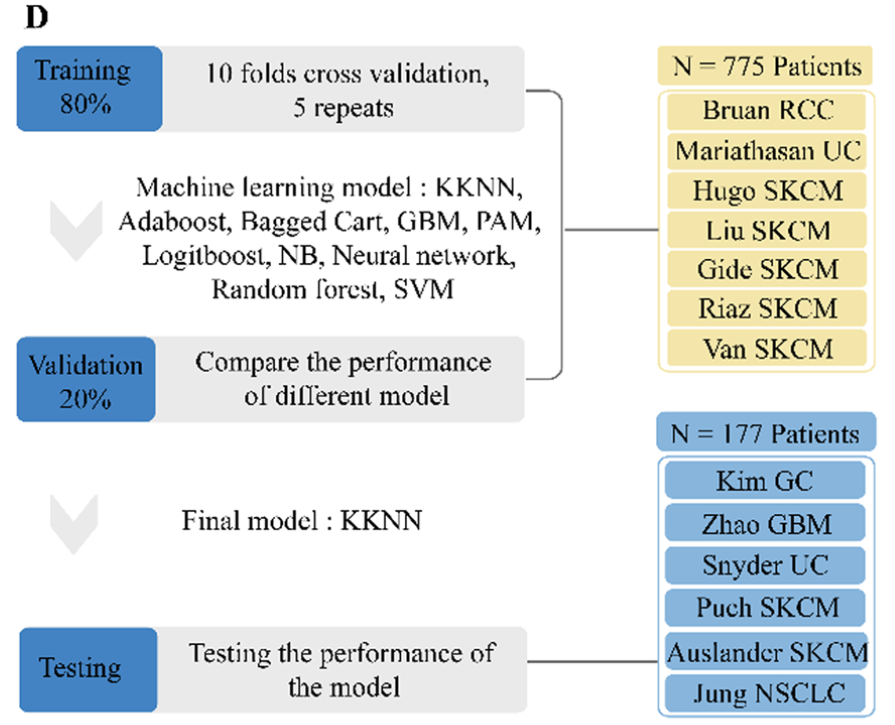 D
Training
80%
10 folds cross validation,
5 repeats
Machine learning model : KKNN,
Adaboost, Bagged Cart, GBM, PAM,
Logitboost, NB, Neural network,
Random forest, SVM
Validation
20%
Compare the performance
of different model
Final model : KKNN
Testing
Testing the performance of
the model
N = 775 Patients
Bruan RCC
Mariathasan UC
Hugo SKCM
Liu SKCM
Gide SKCM
Riaz SKCM
Van SKCM
N = 177 Patients
Kim GC
Zhao GBM
Snyder UC
Puch SKCM
Auslander SKCM
Jung NSCLC